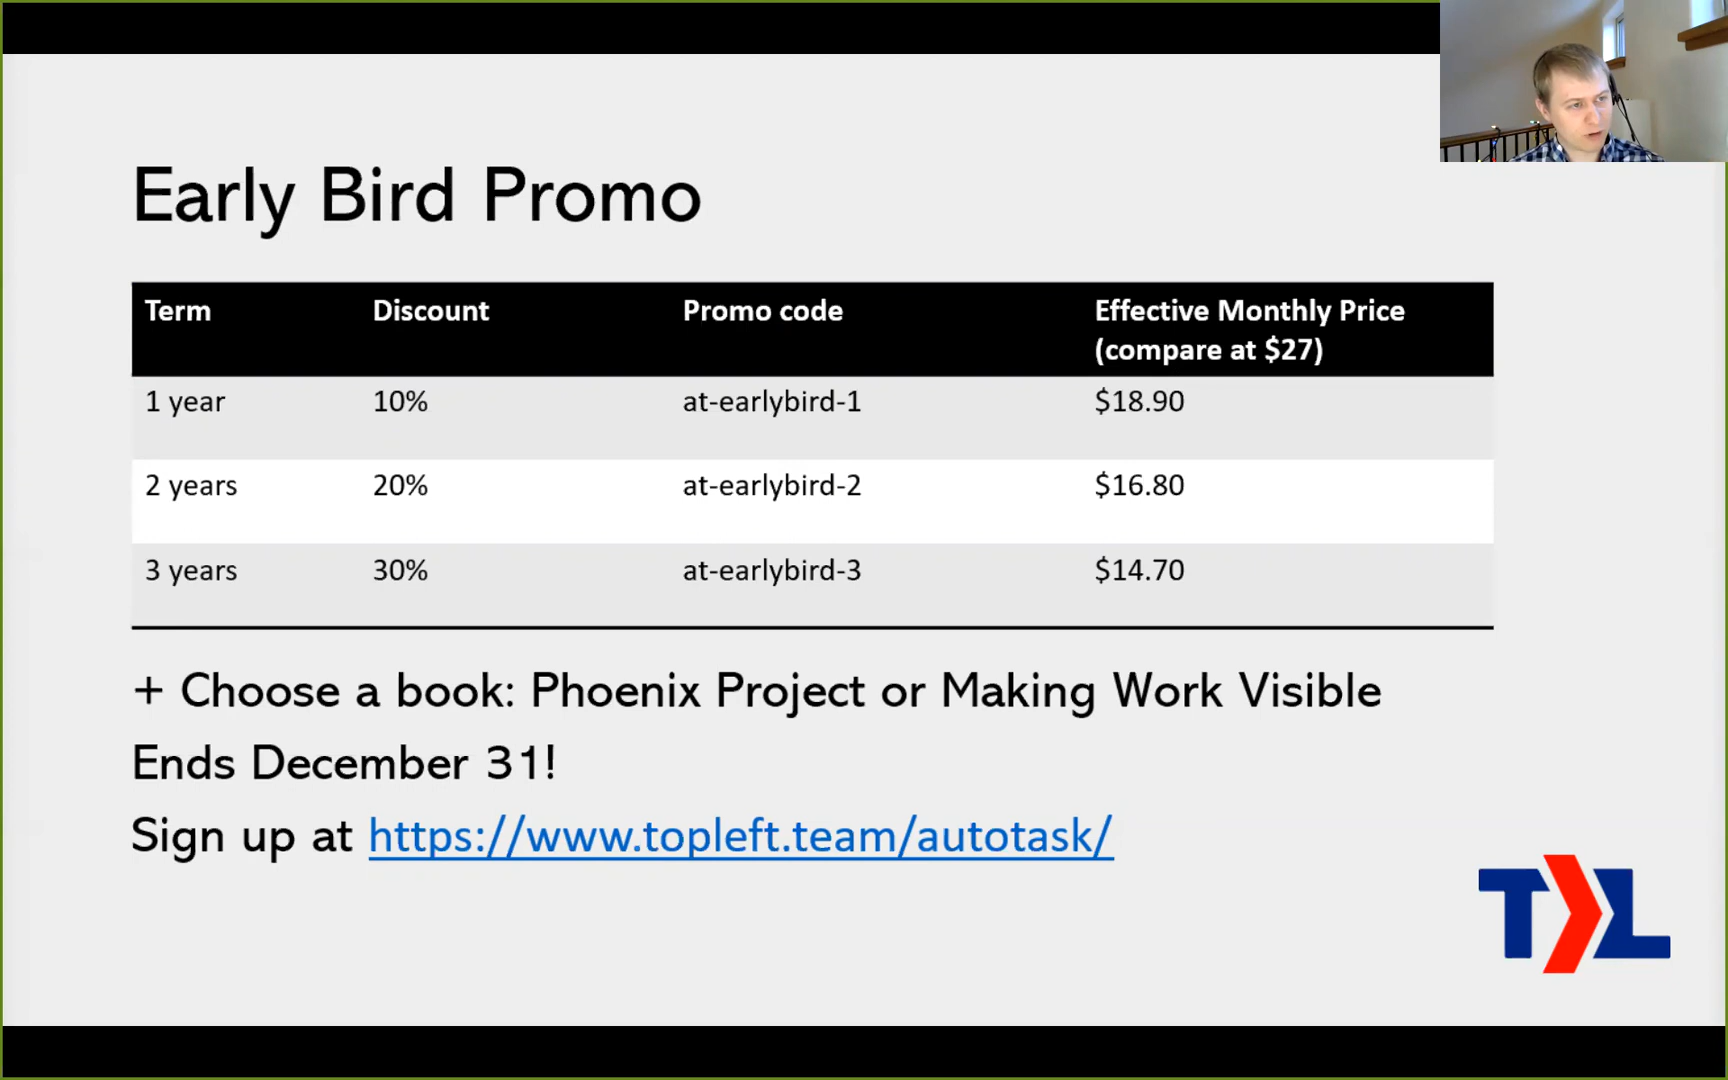 Early Bird Promo
Term Discount Promo code Effective Monthly Price
(compare at $27)
1 year 10% at-earlybird-1 $18.90
2 years 20% at-earlybird-2 $16.80
3 years 30% at-earlybird-3 $14.70
+ Choose a book: Phoenix Project or Making Work Visible
Ends December 31!
Sign up at https://www.topleft.team/autotask/
TL